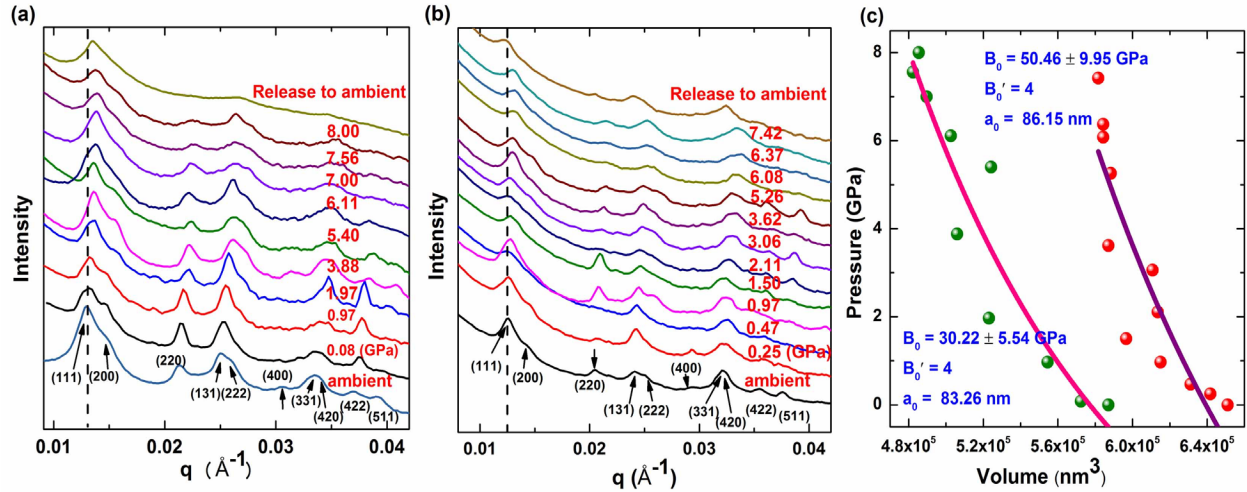 (a)
Intensity
Release to ambient
8.00
7.56
7.00
6.11
5.40
3.88
1.97
0.97
0.08 (GPa)
ambient
(111)
(200)
(220)
(131)
(222)
(400)
(331)
(420)
(422)
(511)
0.01
0.02
0.03
0.04
q (Å-1)
(b)
Intensity
Release to ambient
7.42
6.37
6.08
5.26
3.62
3.06
2.11
1.50
0.97
0.47
0.25 (GPa)
ambient
(111)
(200)
(220)
(131)
(222)
(400)
(331)
(420)
(422)
(511)
0.01
0.02
0.03
0.04
q (Å-1)
(c)
Pressure (GPa)
8
6
4
2
0
B0 = 50.46 ± 9.95 GPa
B0′ = 4
a0 = 86.15 nm
B0 = 30.22 ± 5.54 GPa
B0′ = 4
a0 = 83.26 nm
4.8x10^5
5.2x10^5
5.6x10^5
6.0x10^5
6.4x10^5
Volume (nm3)